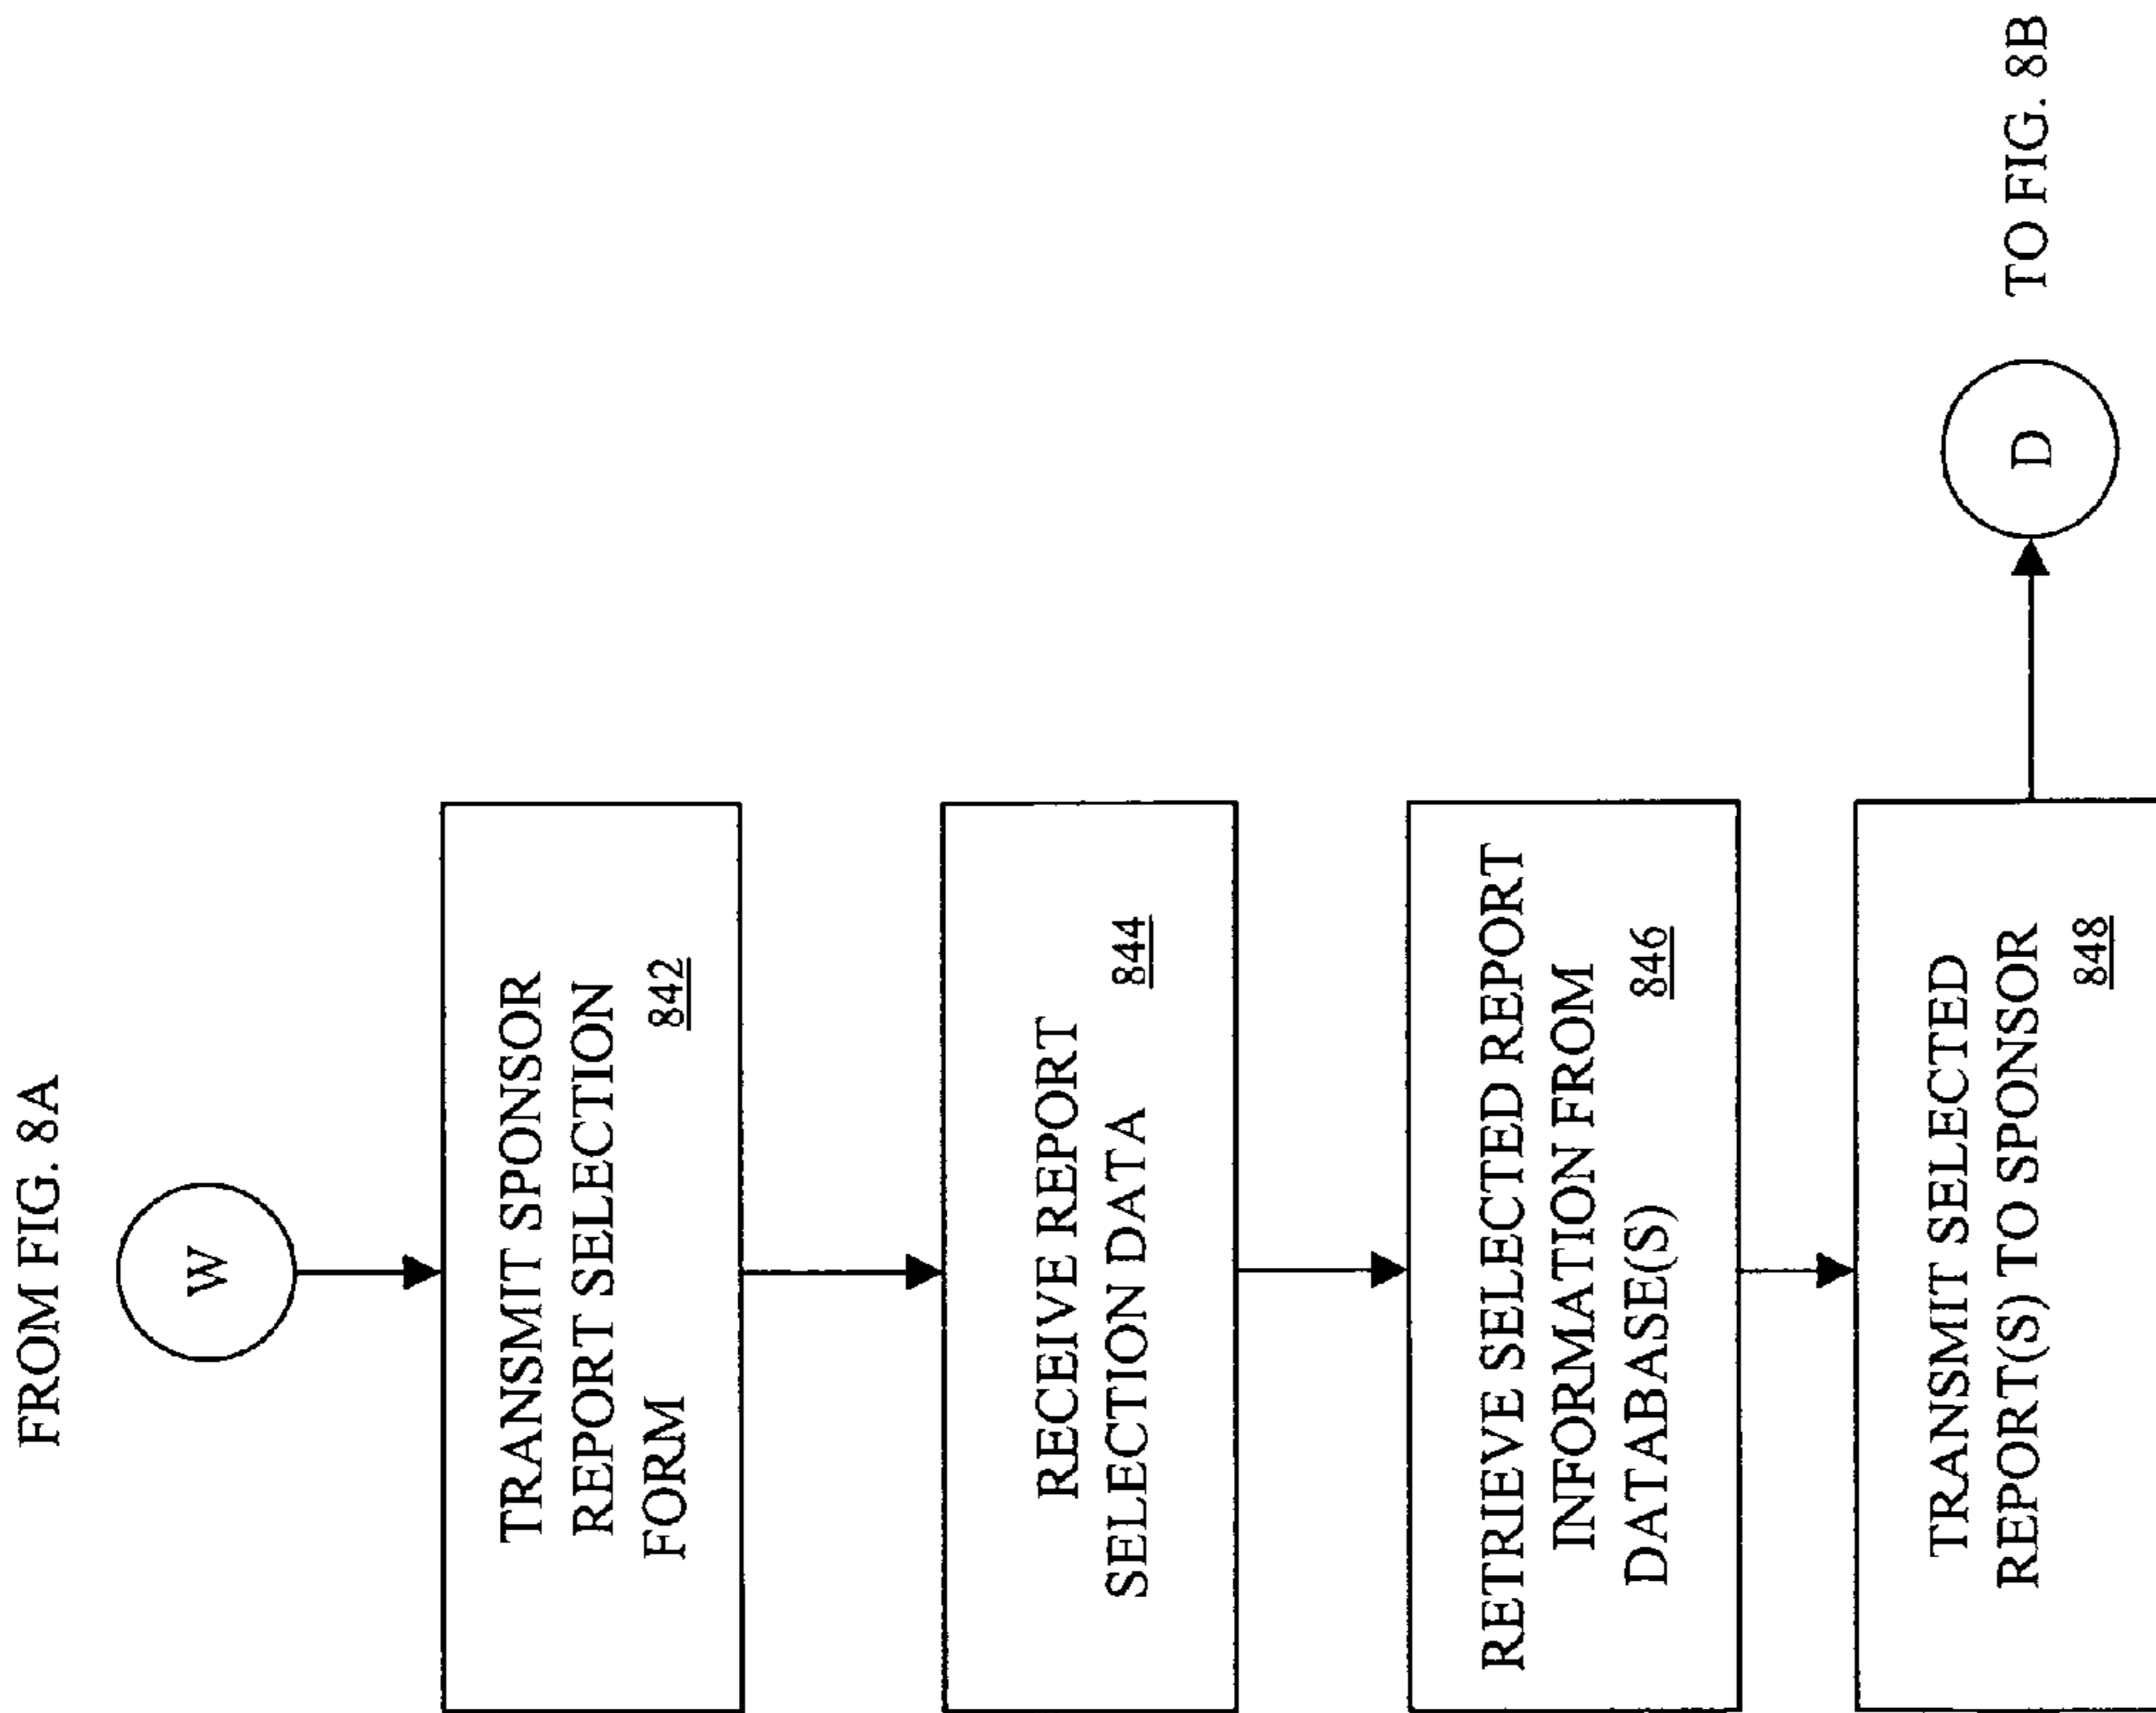 FROM FIG. 8A
W
TRANSMIT SPONSOR
REPORT SELECTION
FORM 842
RECEIVE REPORT
SELECTION DATA 844
RETRIEVE SELECTED REPORT
INFORMATION FROM
DATABASE(S) 846
TRANSMIT SELECTED
REPORT(S) TO SPONSOR
848
D
TO FIG. 8B